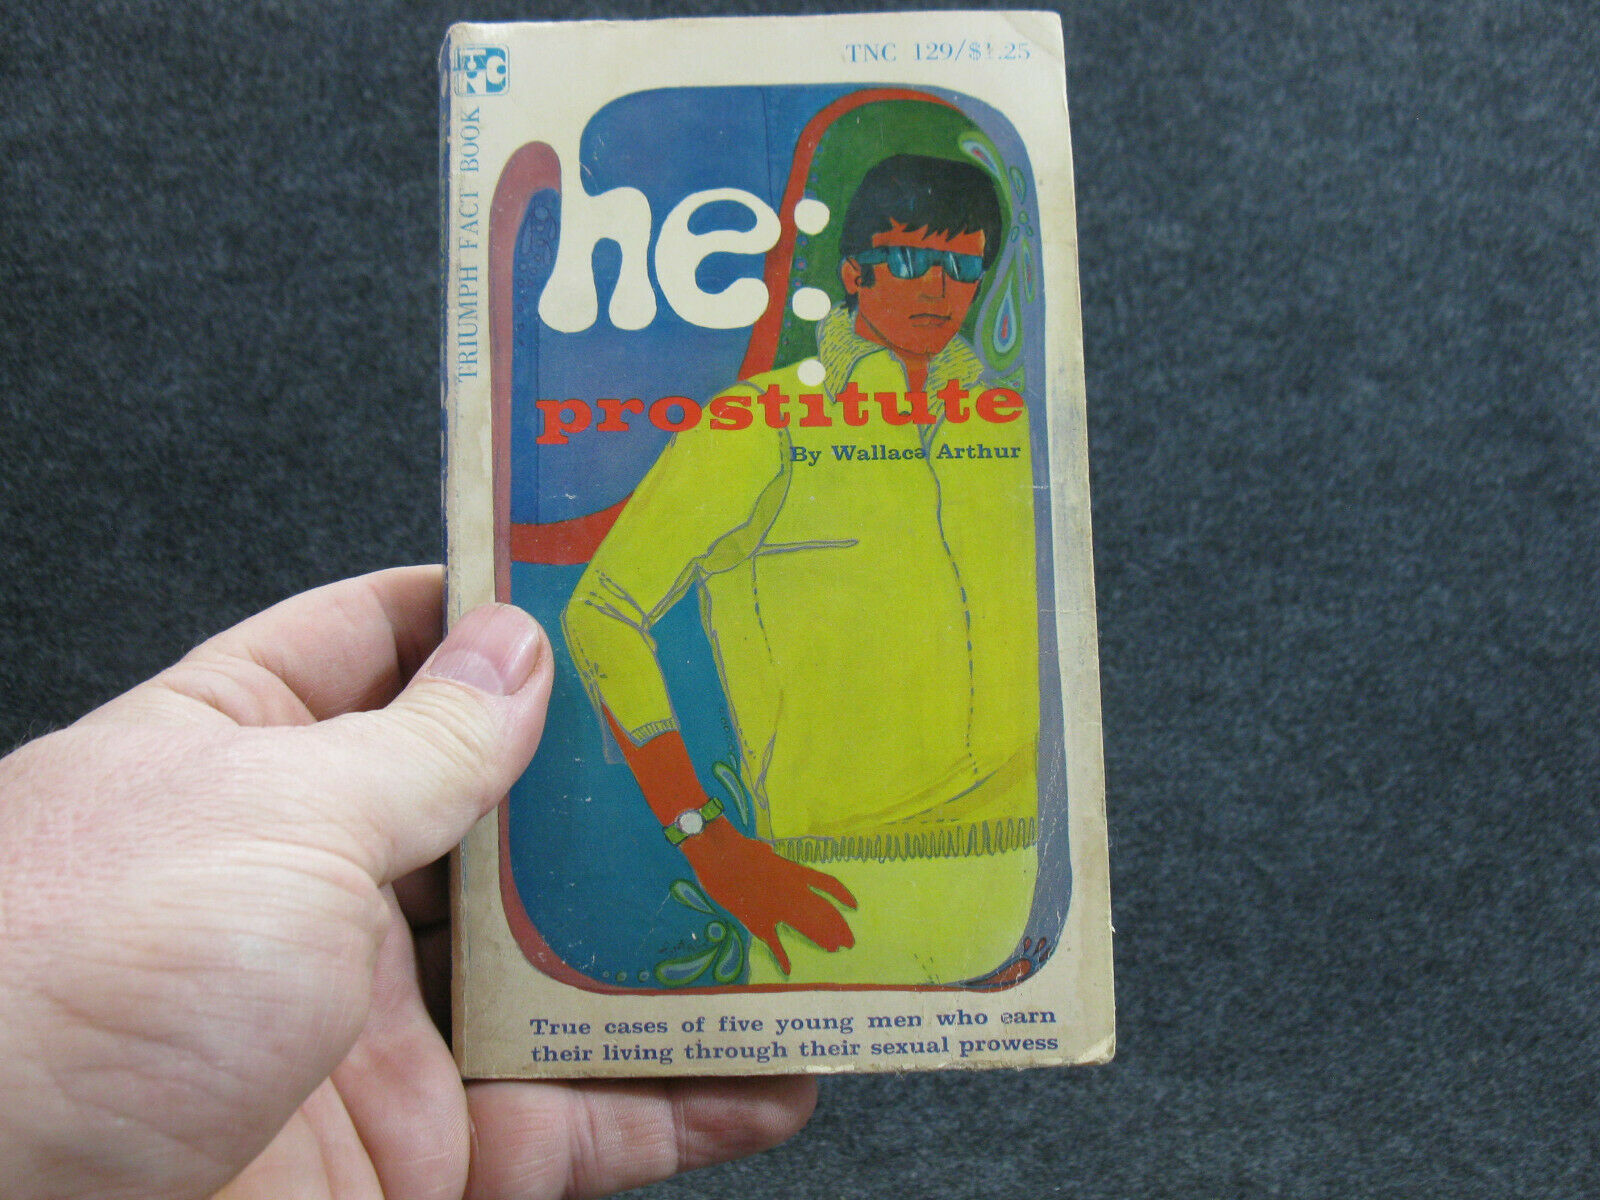 TNC
TNC 129/$1.25
TRIUMPH FACT BOOK
he:
prostitute
By Wallace Arthur
True cases of five young men who earn
their living through their sexual prowess